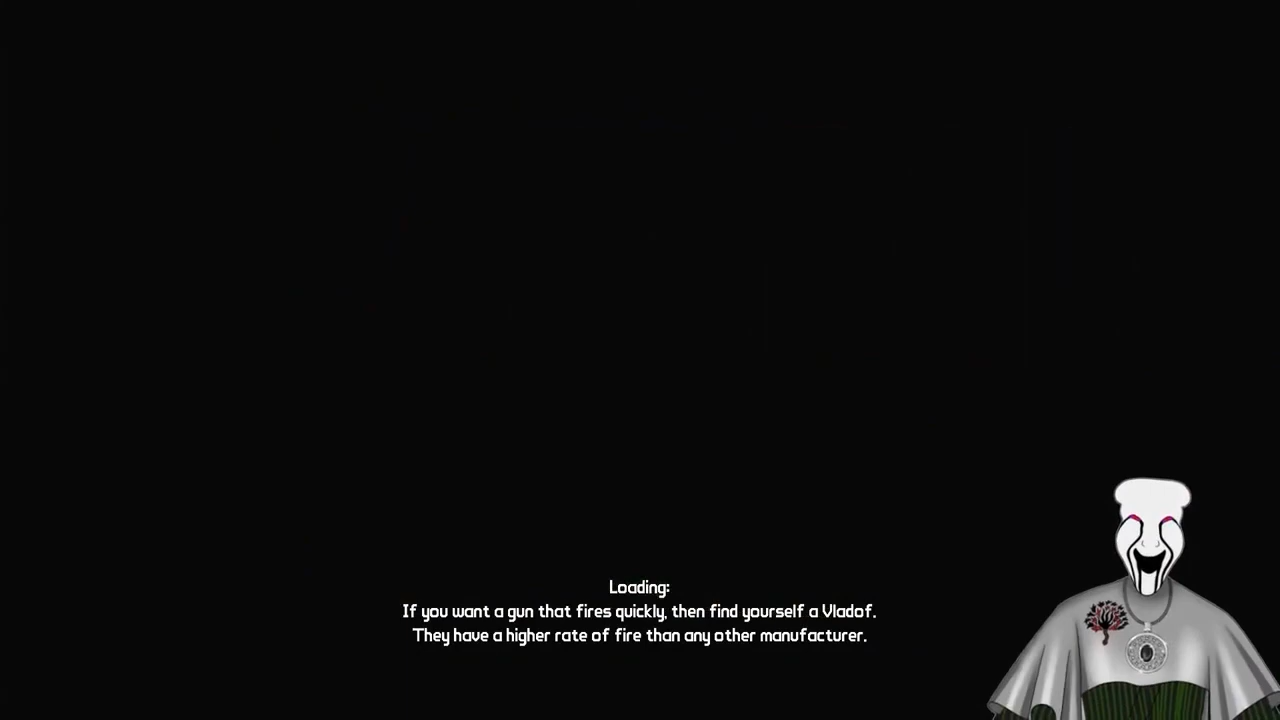 Loading:
If you want a gun that fires quickly, then find yourself a Vladof.
They have a higher rate of fire than any other manufacturer.